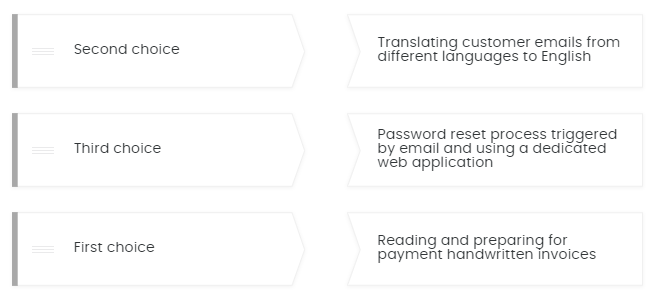 Second choice
Translating customer emails from
different languages to English
Third choice
Password reset process triggered
by email and using a dedicated
web application
First choice
Reading and preparing for
payment handwritten invoices